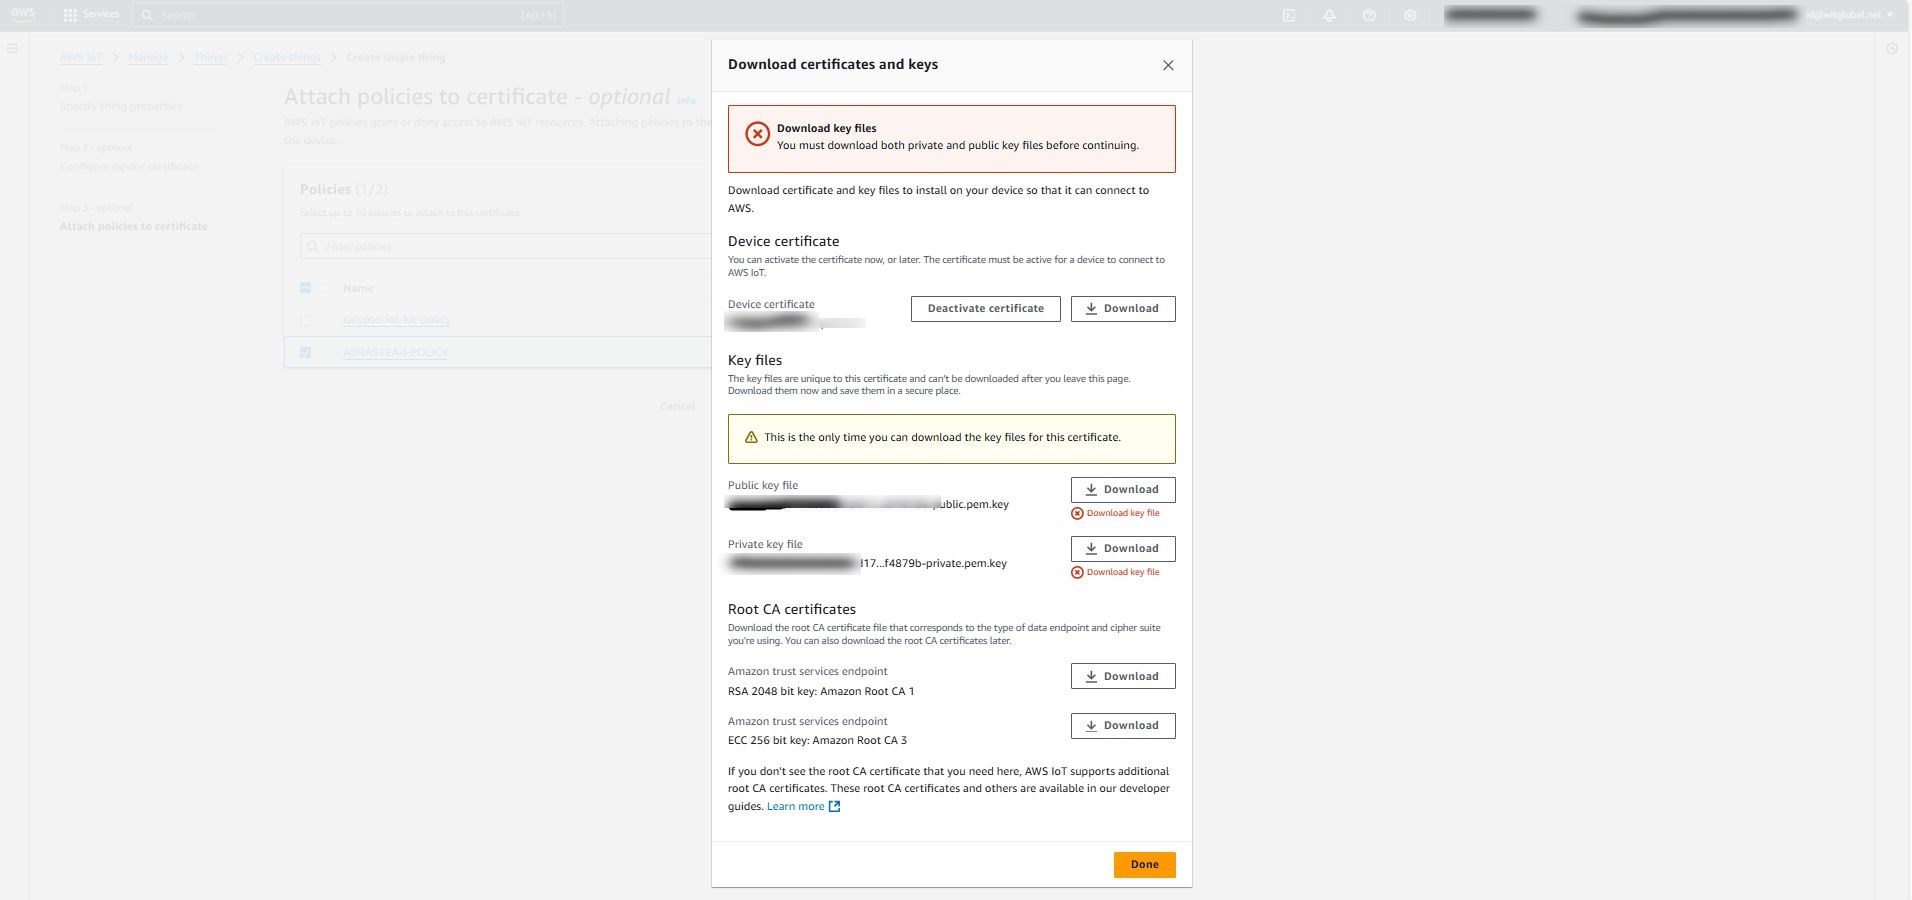 aws
Services
Search
[Alt+S]
id@witglobal.net
AWS IoT
Manage
Things
Create things
Create single thing
Step 1
Specify thing properties
Step 2 - optional
Configure device certificate
Step 3 - optional
Attach policies to certificate
Attach policies to certificate - optional Info
AWS IoT policies grant or deny access to AWS IoT resources. Attaching policies to the
the device.
Policies (1/2)
Select up to 10 policies to attach to this certificate.
Filter policies
Name
calypso-iot-kit-policy
ADRASTEA-I-POLICY
Cancel
Download certificates and keys
Download key files
You must download both private and public key files before continuing.
Download certificate and key files to install on your device so that it can connect to
AWS.
Device certificate
You can activate the certificate now, or later. The certificate must be active for a device to connect to
AWS IoT.
Device certificate
Deactivate certificate
Download
Key files
The key files are unique to this certificate and can't be downloaded after you leave this page.
Download them now and save them in a secure place.
This is the only time you can download the key files for this certificate.
Public key file
Download
public.pem.key
Download key file
Private key file
Download
17...f4879b-private.pem.key
Download key file
Root CA certificates
Download the root CA certificate file that corresponds to the type of data endpoint and cipher suite
you're using. You can also download the root CA certificates later.
Amazon trust services endpoint
Download
RSA 2048 bit key: Amazon Root CA 1
Amazon trust services endpoint
Download
ECC 256 bit key: Amazon Root CA 3
If you don't see the root CA certificate that you need here, AWS IoT supports additional
root CA certificates. These root CA certificates and others are available in our developer
guides. Learn more
Done